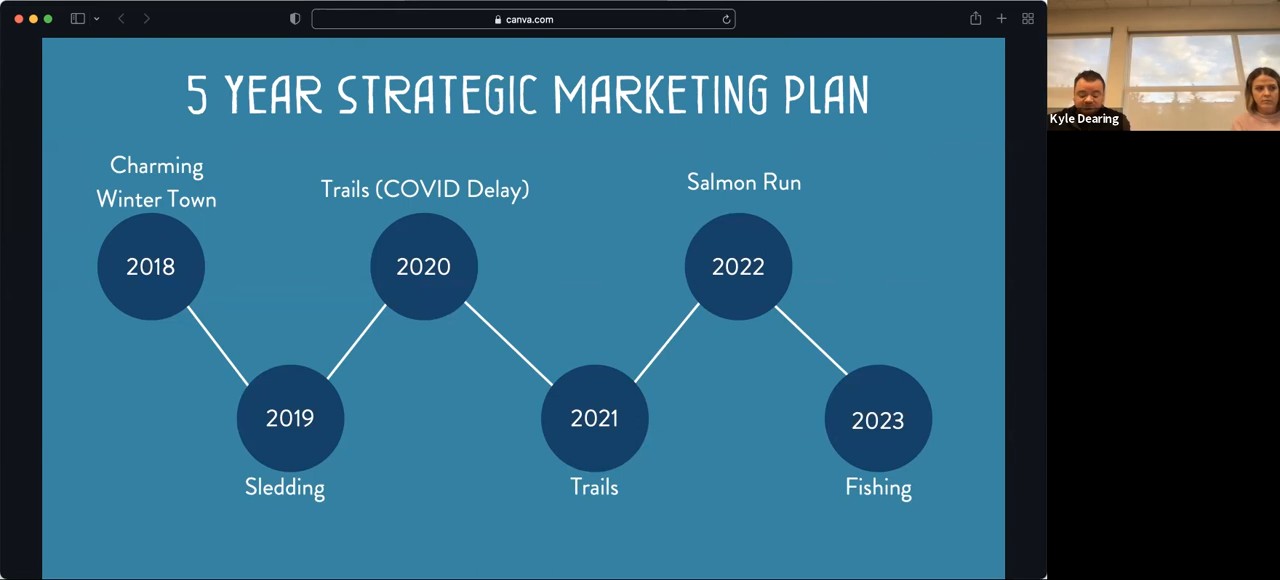 canva.com
5 YEAR STRATEGIC MARKETING PLAN
Charming
Winter Town
Trails (COVID Delay)
Salmon Run
2018
2020
2022
2019
2021
2023
Sledding
Trails
Fishing
Kyle Dearing